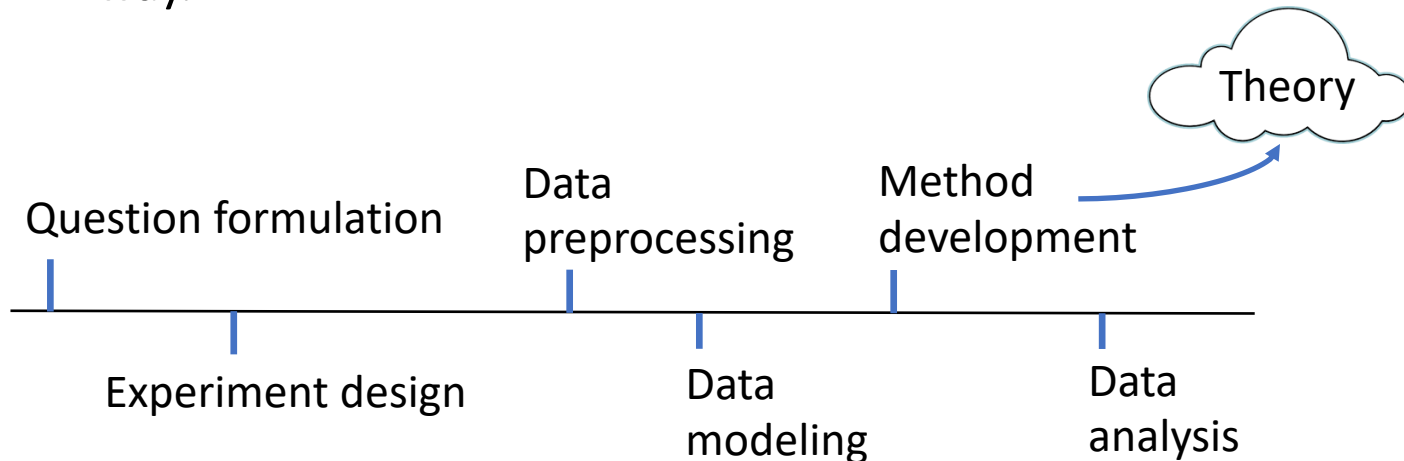 Theory
Question formulation
Data
preprocessing
Method
development
Experiment design
Data
modeling
Data
analysis